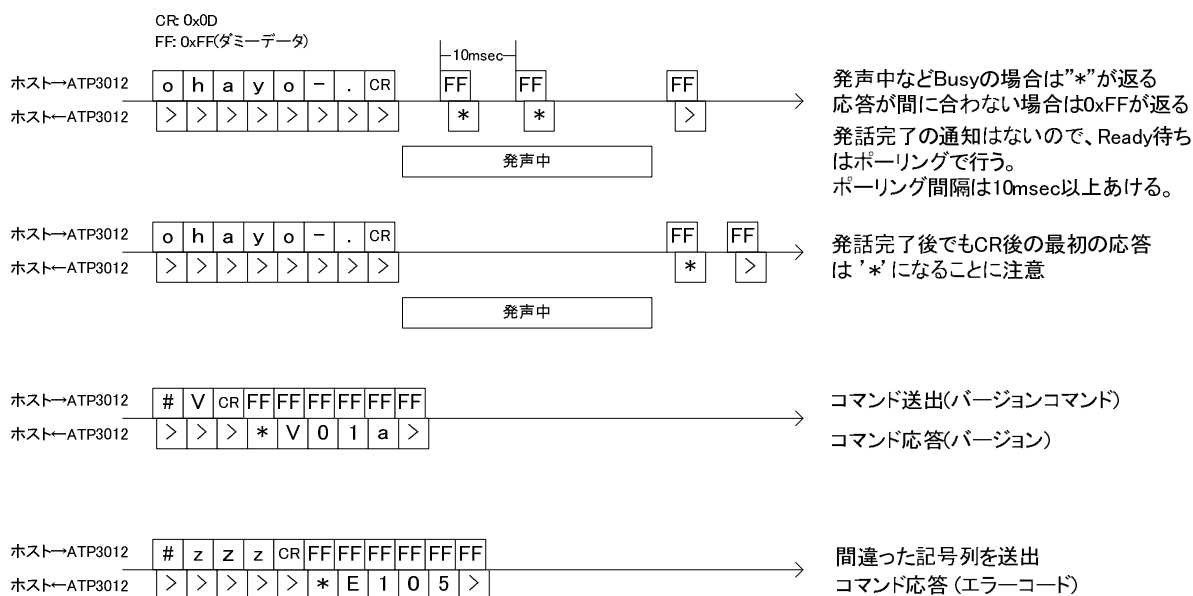 CR: 0x0D
FF: 0xFF(ダミーデータ)
10msec
ホスト→ATP3012 o h a y o - . CR FF FF FF
ホスト←ATP3012 > > > > > > > > * * >
発声中
発声中などBusyの場合は"*"が返る
応答が間に合わない場合は0xFFが返る
発話完了の通知はないので、Ready待ち
はポーリングで行う。
ポーリング間隔は10msec以上あける。
ホスト→ATP3012 o h a y o - . CR FF FF
ホスト←ATP3012 > > > > > > > > * >
発声中
発話完了後でもCR後の最初の応答
は '*' になることに注意
ホスト→ATP3012 # V CR FF FF FF FF FF FF
ホスト←ATP3012 > > > * V 0 1 a >
コマンド送出(バージョンコマンド)
コマンド応答(バージョン)
ホスト→ATP3012 # z z z CR FF FF FF FF FF FF
ホスト←ATP3012 > > > > > * E 1 0 5 >
間違った記号列を送出
コマンド応答(エラーコード)